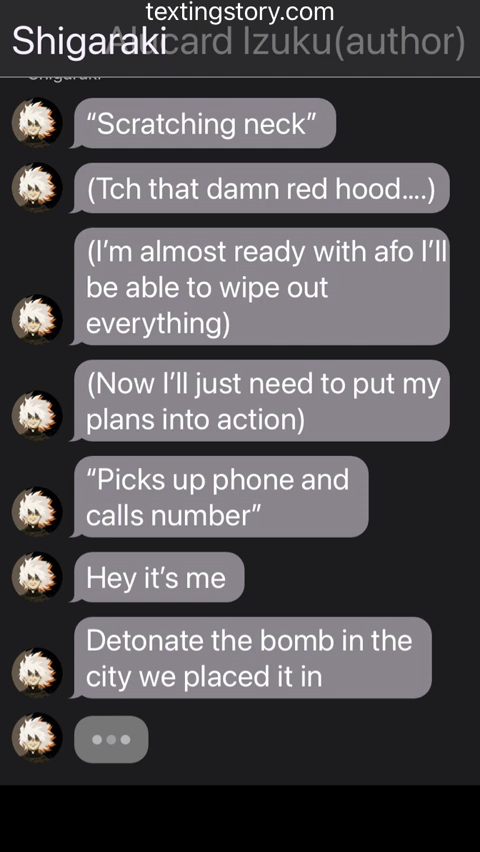 textingstory.com
Shigaraki
Alucard Izuku(author)
Shigaraki
“Scratching neck”
(Tch that damn red hood....)
(I’m almost ready with afo I’ll
be able to wipe out
everything)
(Now I’ll just need to put my
plans into action)
“Picks up phone and
calls number”
Hey it’s me
Detonate the bomb in the
city we placed it in